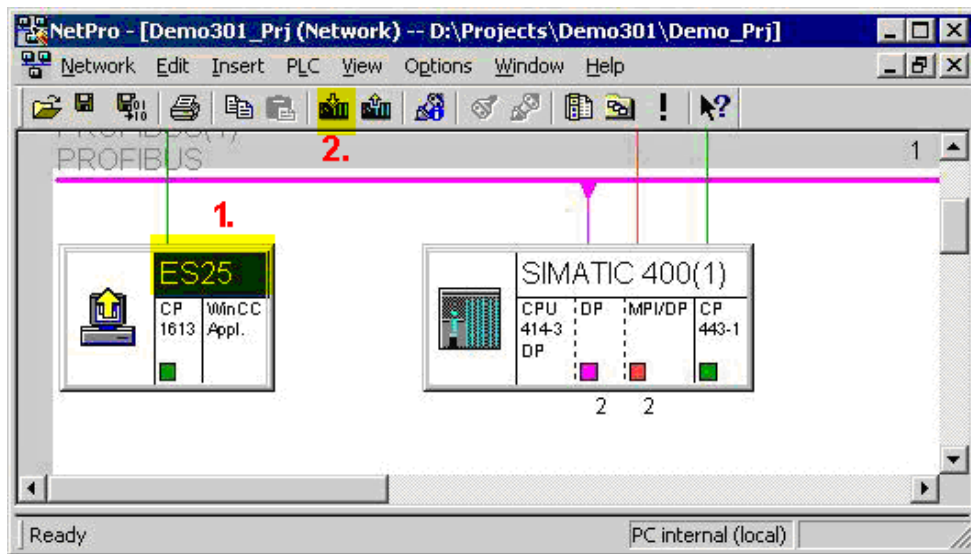 NetPro - [Demo301_Prj (Network) -- D:\Projects\Demo301\Demo_Prj]
Network Edit Insert PLC View Options Window Help
2.
PROFIBUS(1)
PROFIBUS
1
1.
ES25
CP 1613
WinCC Appl.
SIMATIC 400(1)
CPU 414-3 DP
DP
MPI/DP
CP 443-1
2 2
Ready
PC internal (local)